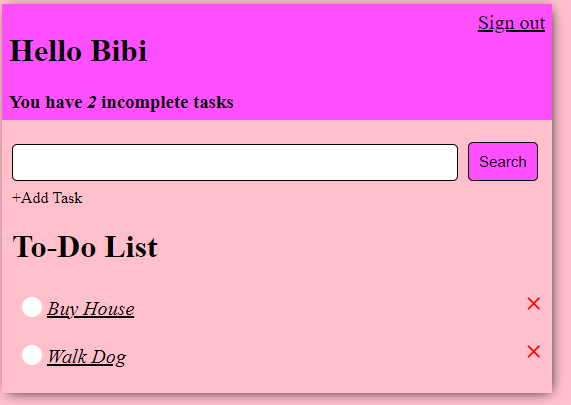 Sign out
Hello Bibi
You have 2 incomplete tasks
Search
+Add Task
To-Do List
Buy House
×
Walk Dog
×